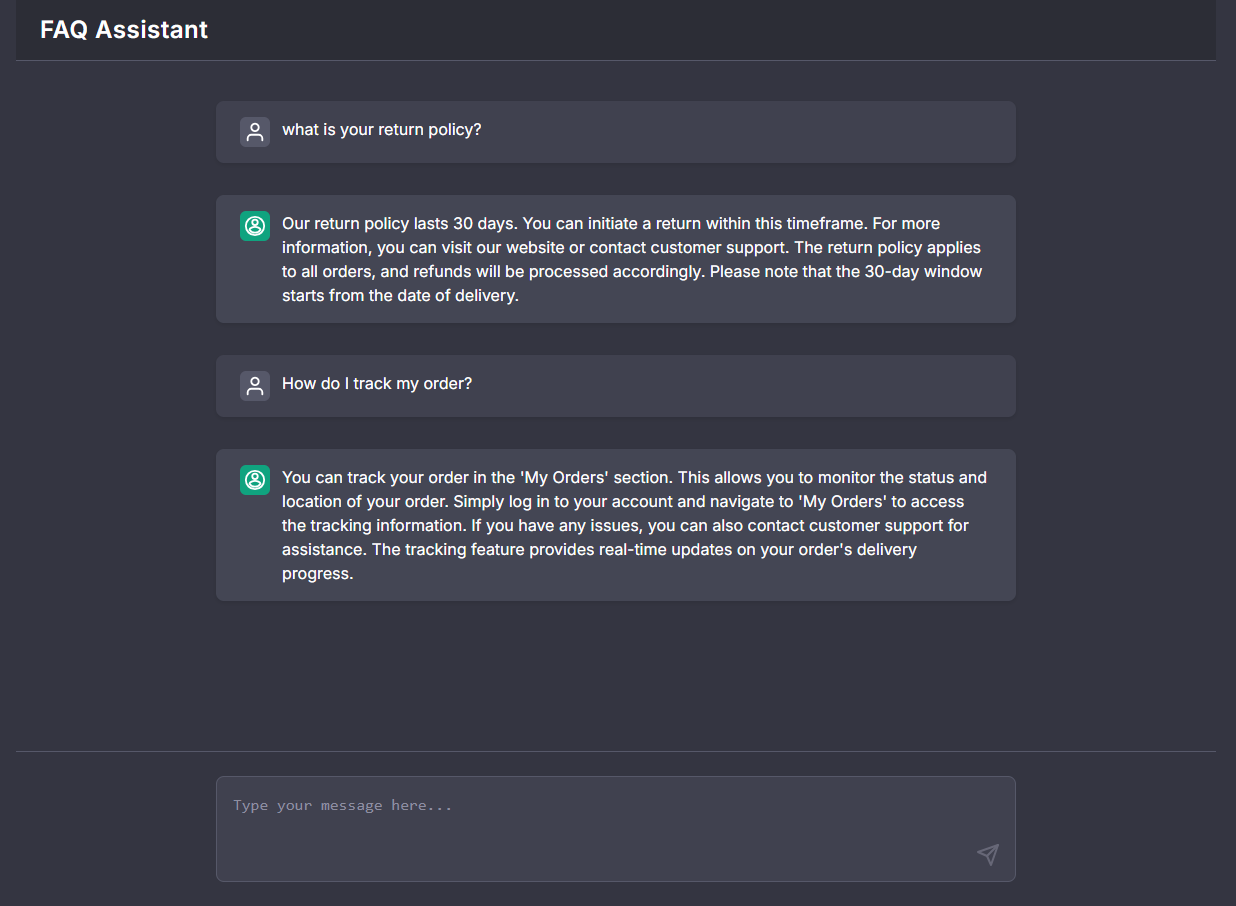 FAQ Assistant
what is your return policy?
Our return policy lasts 30 days. You can initiate a return within this timeframe. For more
information, you can visit our website or contact customer support. The return policy applies
to all orders, and refunds will be processed accordingly. Please note that the 30-day window
starts from the date of delivery.
How do I track my order?
You can track your order in the 'My Orders' section. This allows you to monitor the status and
location of your order. Simply log in to your account and navigate to 'My Orders' to access
the tracking information. If you have any issues, you can also contact customer support for
assistance. The tracking feature provides real-time updates on your order's delivery
progress.
Type your message here...